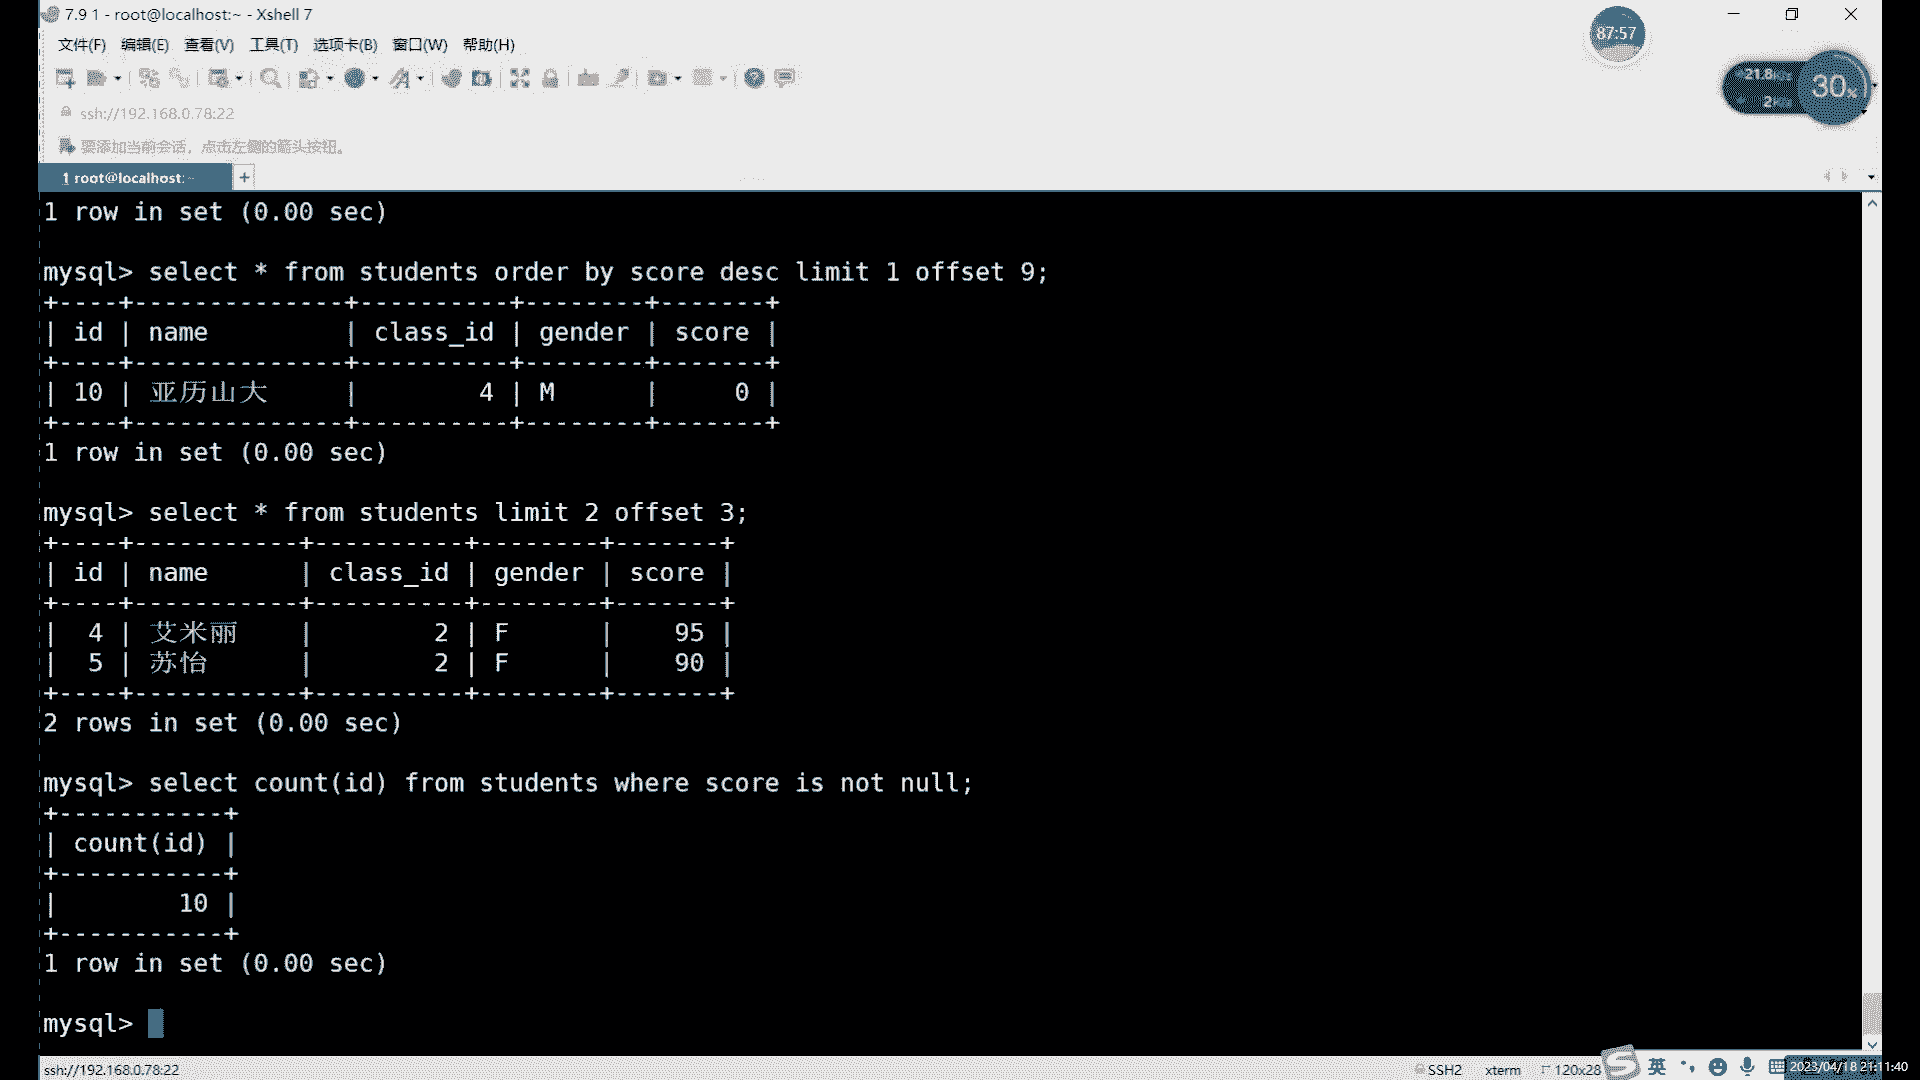 7.9 1 - root@localhost:~ - Xshell 7
87:57
文件(F) 编辑(E) 查看(V) 工具(T) 选项卡(B) 窗口(W) 帮助(H)
30%
ssh://192.168.0.78:22
要添加当前会话，点击左侧的箭头按钮。
1 root@localhost:~ +
1 row in set (0.00 sec)
mysql> select * from students order by score desc limit 1 offset 9;
+----+--------------+----------+--------+-------+
| id | name         | class_id | gender | score |
+----+--------------+----------+--------+-------+
| 10 | 亚历山大     |        4 | M      |     0 |
+----+--------------+----------+--------+-------+
1 row in set (0.00 sec)
mysql> select * from students limit 2 offset 3;
+----+-----------+----------+--------+-------+
| id | name      | class_id | gender | score |
+----+-----------+----------+--------+-------+
|  4 | 艾米丽    |        2 | F      |    95 |
|  5 | 苏怡      |        2 | F      |    90 |
+----+-----------+----------+--------+-------+
2 rows in set (0.00 sec)
mysql> select count(id) from students where score is not null;
+-----------+
| count(id) |
+-----------+
|        10 |
+-----------+
1 row in set (0.00 sec)
mysql>
ssh://192.168.0.78:22 SSH2 xterm 120x28 英 2023/04/18 21:11:40